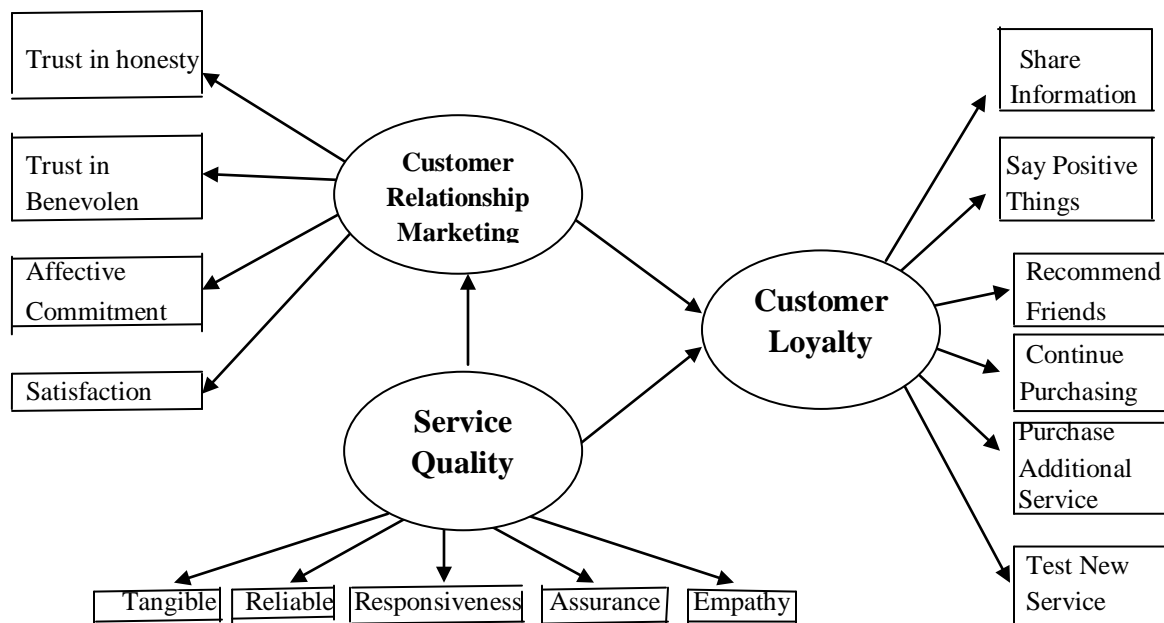 Trust in honesty
Trust in
Benevolen
Affective
Commitment
Satisfaction
Customer
Relationship
Marketing
Service
Quality
Tangible
Reliable
Responsiveness
Assurance
Empathy
Customer
Loyalty
Share
Information
Say Positive
Things
Recommend
Friends
Continue
Purchasing
Purchase
Additional
Service
Test New
Service